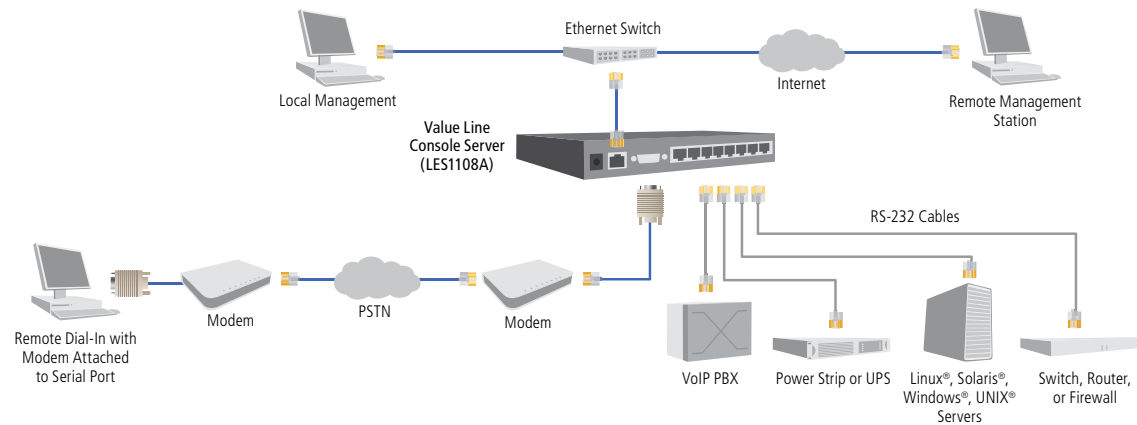 Ethernet Switch
Local Management
Internet
Remote Management
Station
Value Line
Console Server
(LES1108A)
RS-232 Cables
Modem
PSTN
Modem
Remote Dial-In with
Modem Attached
to Serial Port
VoIP PBX
Power Strip or UPS
Linux®, Solaris®,
Windows®, UNIX®
Servers
Switch, Router,
or Firewall